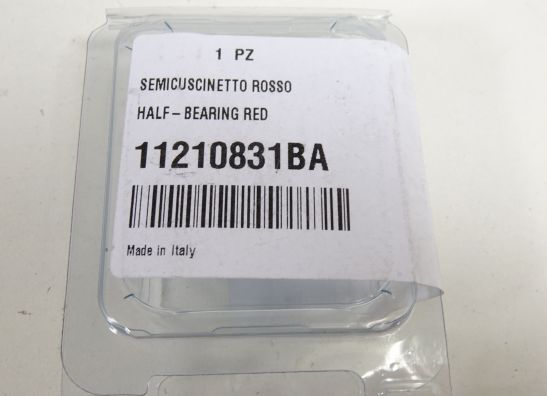 1 PZ
SEMICUSCINETTO ROSSO
HALF-BEARING RED
11210831BA
Made in Italy